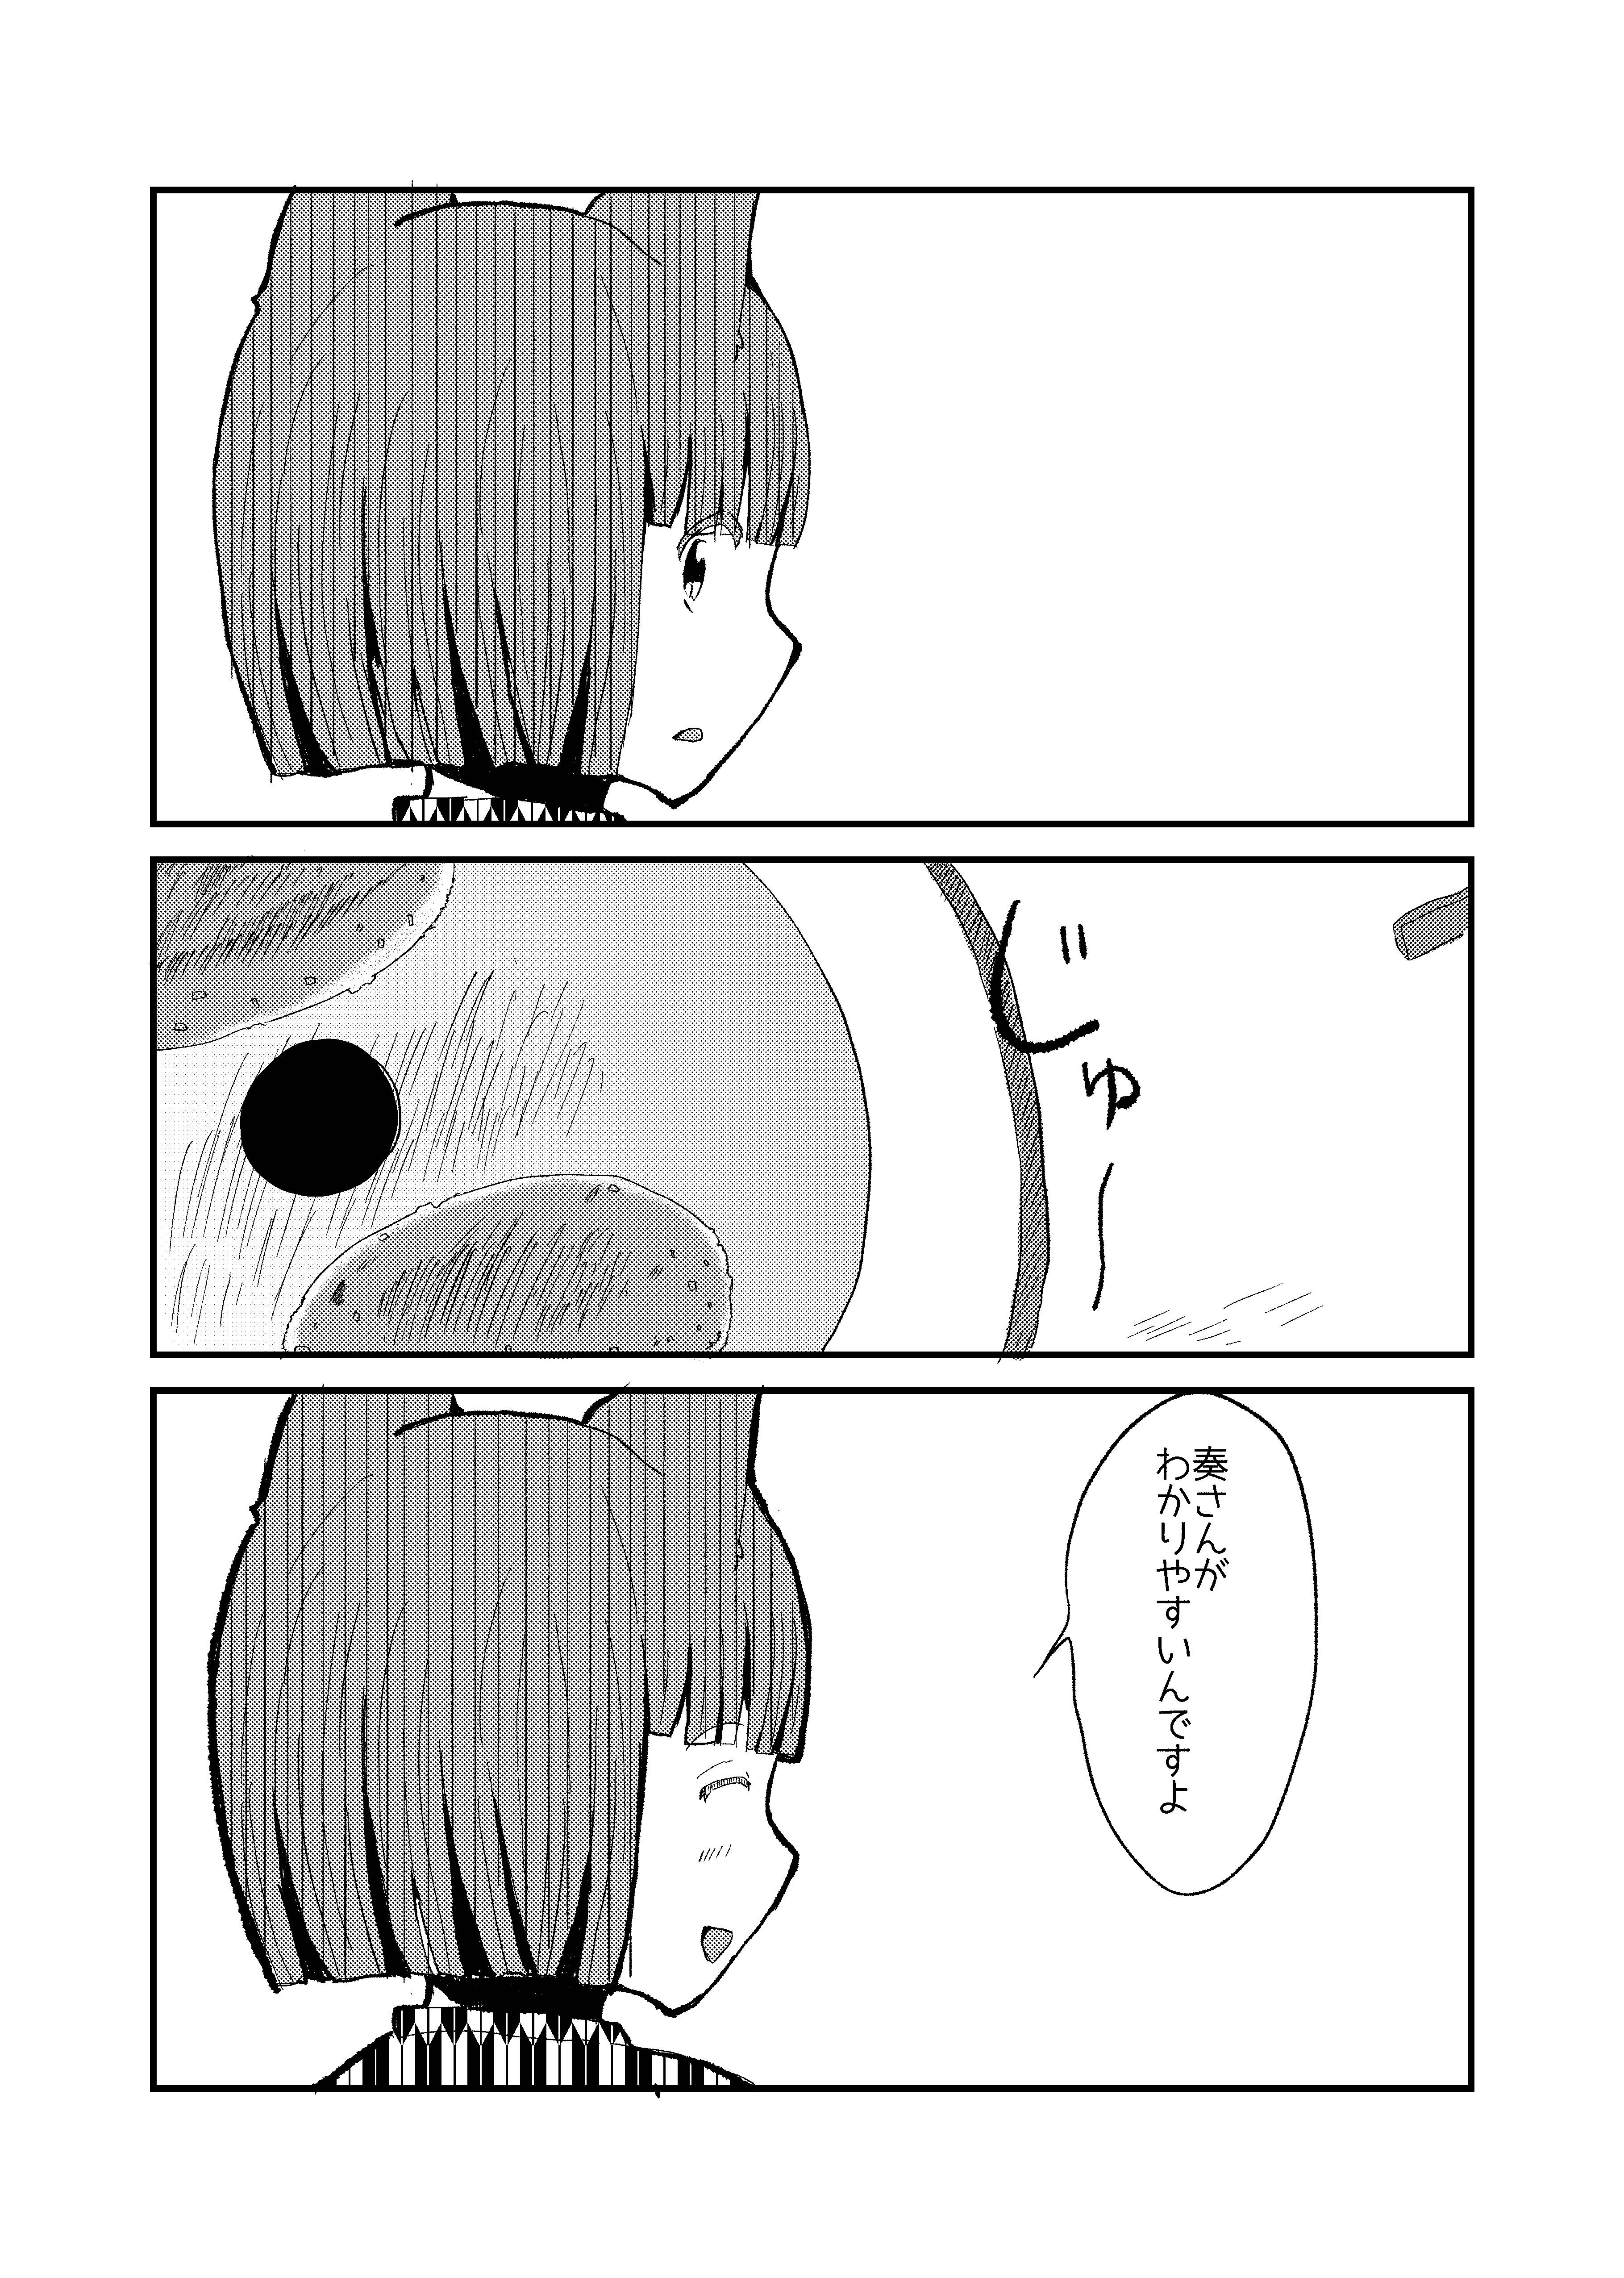 じゅー
奏さんが
わかりやすいんですよ